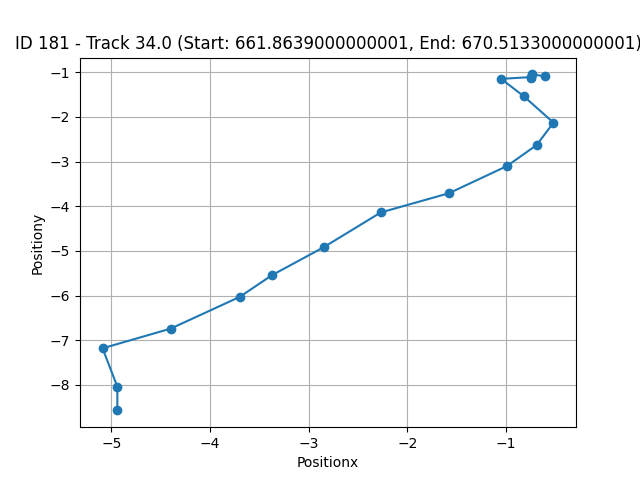 ID 181 - Track 34.0 (Start: 661.8639000000001, End: 670.5133000000001)
−1
−2
−3
−4
−5
−6
−7
−8
Positiony
−5 −4 −3 −2 −1
Positionx